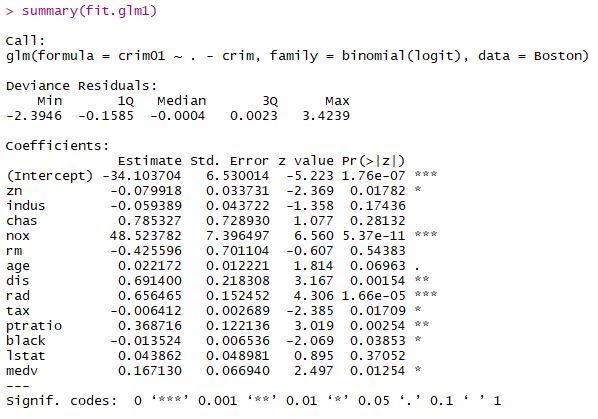 > summary(fit.glm1)
Call:
glm(formula = crim01 ~ . - crim, family = binomial(logit), data = Boston)
Deviance Residuals:
    Min       1Q   Median       3Q      Max
-2.3946  -0.1585  -0.0004   0.0023   3.4239
Coefficients:
              Estimate Std. Error z value Pr(>|z|)
(Intercept) -34.103704   6.530014  -5.223 1.76e-07 ***
zn           -0.079918   0.033731  -2.369  0.01782 *
indus        -0.059389   0.043722  -1.358  0.17436
chas          0.785327   0.728930   1.077  0.28132
nox          48.523782   7.396497   6.560 5.37e-11 ***
rm           -0.425596   0.701104  -0.607  0.54383
age           0.022172   0.012221   1.814  0.06963 .
dis           0.691400   0.218308   3.167  0.00154 **
rad           0.656465   0.152452   4.306 1.66e-05 ***
tax          -0.006412   0.002689  -2.385  0.01709 *
ptratio       0.368716   0.122136   3.019  0.00254 **
black        -0.013524   0.006536  -2.069  0.03853 *
lstat         0.043862   0.048981   0.895  0.37052
medv          0.167130   0.066940   2.497  0.01254 *
---
Signif. codes:  0 ‘***’ 0.001 ‘**’ 0.01 ‘*’ 0.05 ‘.’ 0.1 ‘ ’ 1